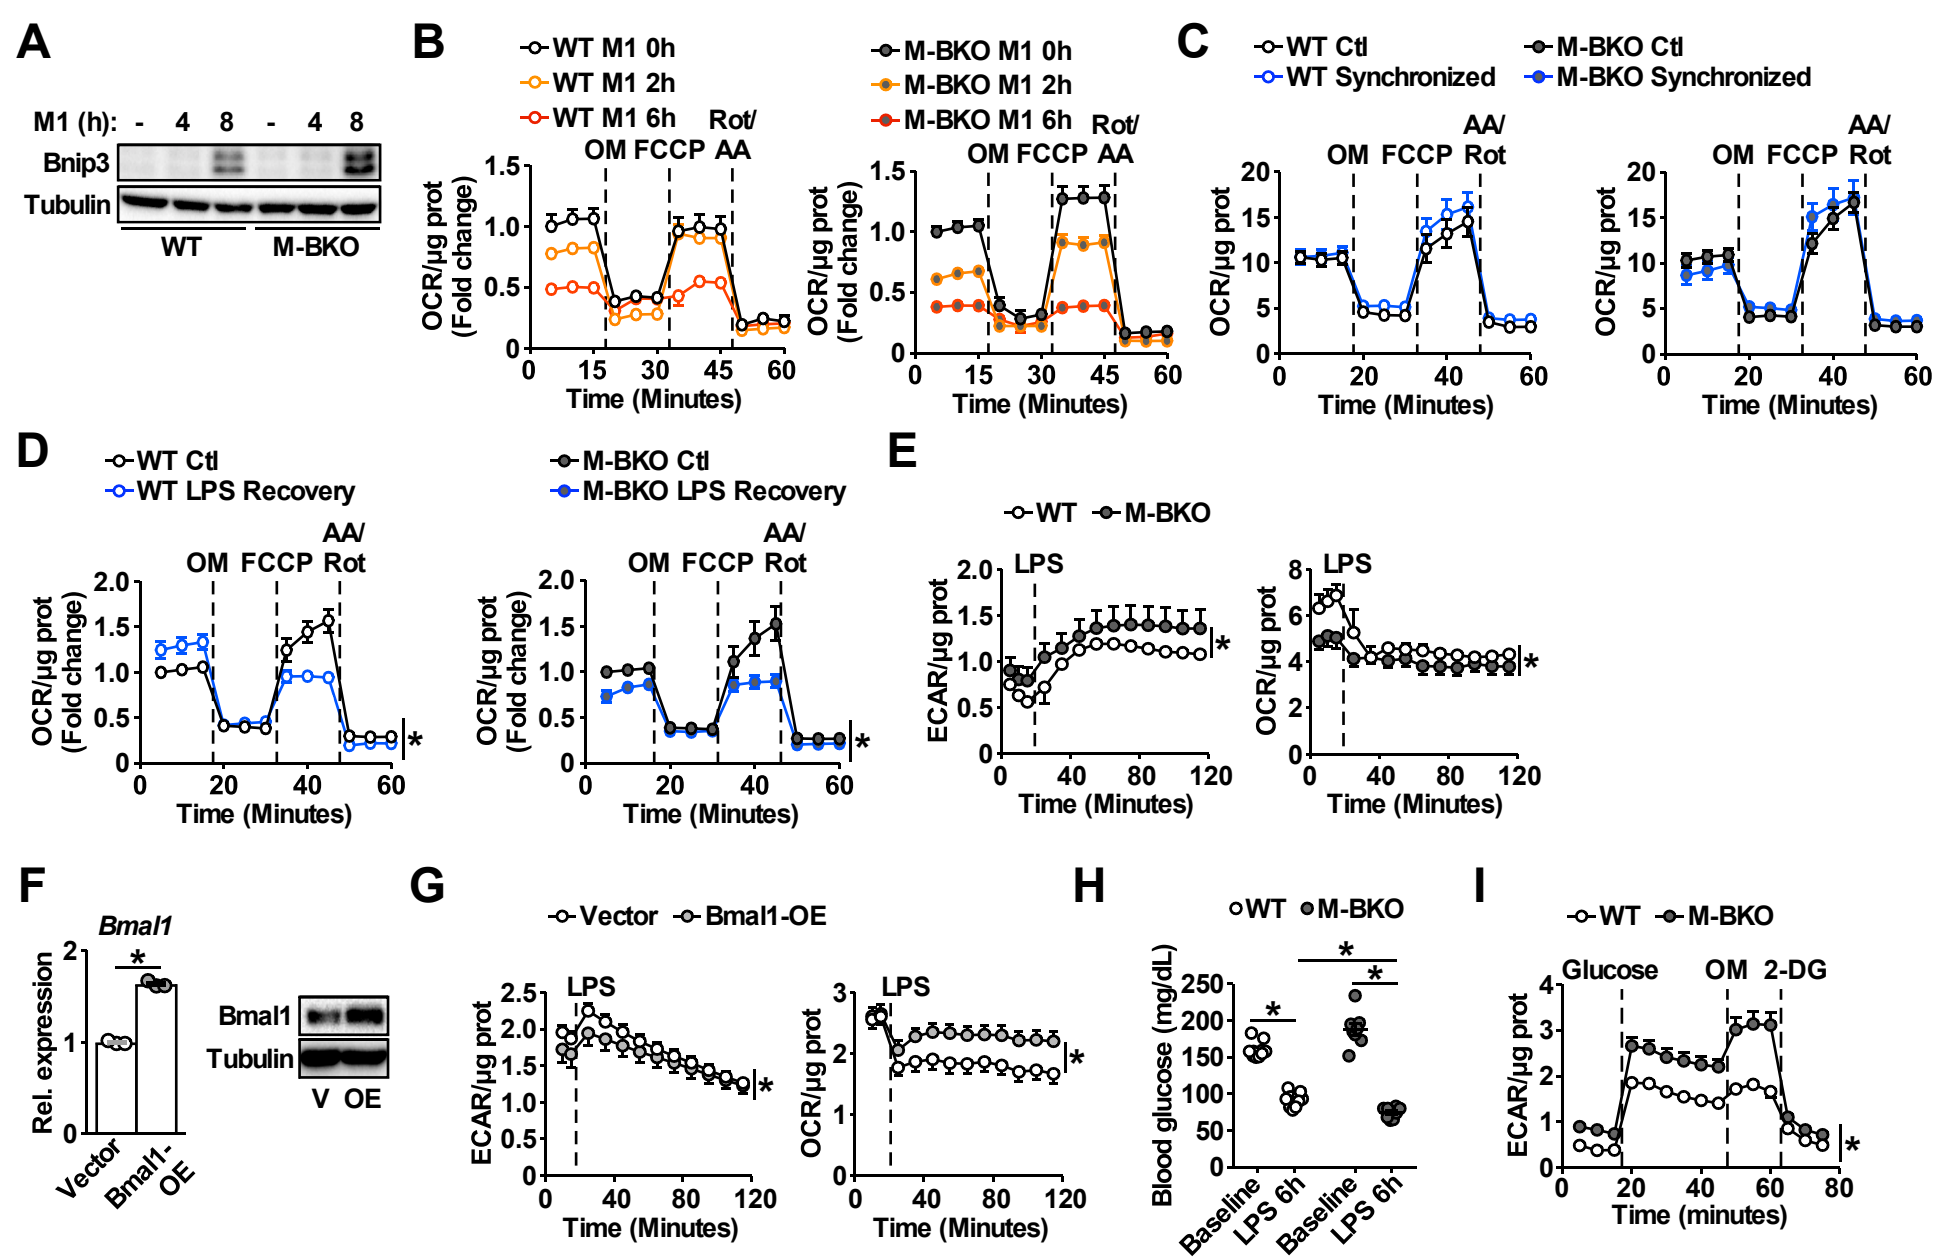 A
M1 (h): - 4 8 - 4 8
Bnip3
Tubulin
WT M-BKO
B
WT M1 0h
WT M1 2h
WT M1 6h
Rot/
OM FCCP AA
OCR/µg prot
(Fold change)
1.5
1.0
0.5
0
0 15 30 45 60
Time (Minutes)
M-BKO M1 0h
M-BKO M1 2h
M-BKO M1 6h
Rot/
OM FCCP AA
OCR/µg prot
(Fold change)
1.5
1.0
0.5
0
0 15 30 45 60
Time (Minutes)
C
WT Ctl
WT Synchronized
M-BKO Ctl
M-BKO Synchronized
AA/
OM FCCP Rot
OCR/µg prot
20
15
10
5
0
0 20 40 60
Time (Minutes)
AA/
OM FCCP Rot
OCR/µg prot
20
15
10
5
0
0 20 40 60
Time (Minutes)
D
WT Ctl
WT LPS Recovery
AA/
OM FCCP Rot
OCR/µg prot
(Fold change)
2.0
1.5
1.0
0.5
0
*
0 20 40 60
Time (Minutes)
M-BKO Ctl
M-BKO LPS Recovery
AA/
OM FCCP Rot
OCR/µg prot
(Fold change)
2.0
1.5
1.0
0.5
0
*
0 20 40 60
Time (Minutes)
E
WT M-BKO
LPS
ECAR/µg prot
2.0
1.5
1.0
0.5
0
*
0 40 80 120
Time (Minutes)
LPS
OCR/µg prot
8
6
4
2
0
*
0 40 80 120
Time (Minutes)
F
Bmal1
*
Rel. expression
2
1
0
Vector
Bmal1-
OE
Bmal1
Tubulin
V OE
G
Vector Bmal1-OE
LPS
ECAR/µg prot
2.5
2.0
1.5
1.0
0.5
0
*
0 40 80 120
Time (Minutes)
LPS
OCR/µg prot
3
2
1
0
*
0 40 80 120
Time (Minutes)
H
WT M-BKO
Blood glucose (mg/dL)
*
*
*
250
200
150
100
50
0
Baseline
LPS 6h
Baseline
LPS 6h
I
WT M-BKO
Glucose OM 2-DG
ECAR/µg prot
4
3
2
1
0
*
0 20 40 60 80
Time (minutes)